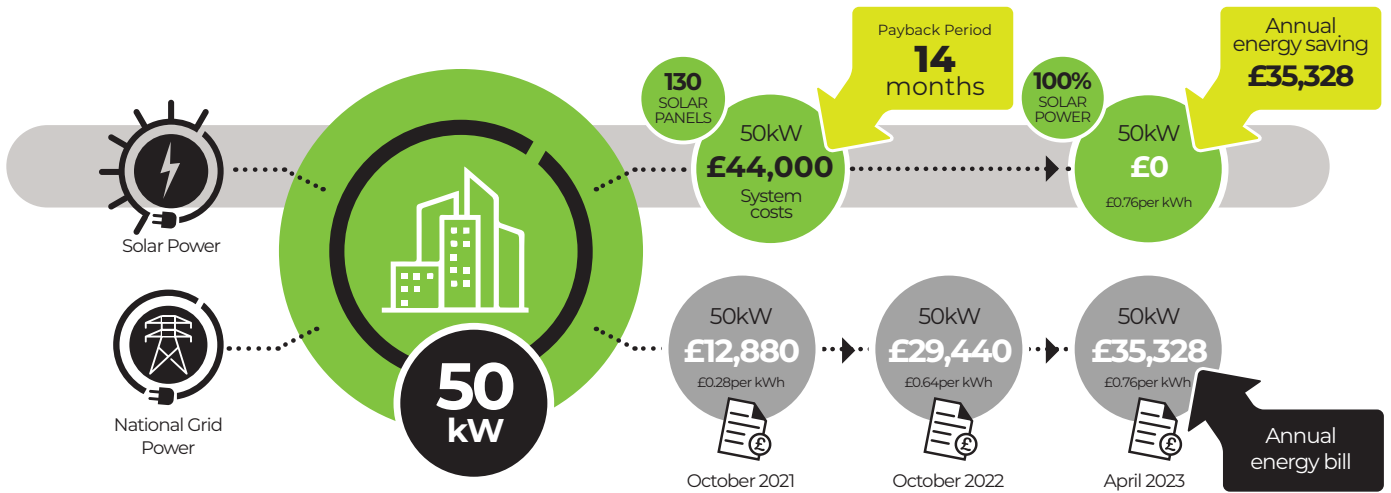 Solar Power
National Grid
Power
50
kW
130
SOLAR
PANELS
50kW
£44,000
System
costs
Payback Period
14
months
100%
SOLAR
POWER
50kW
£0
£0.76per kWh
Annual
energy saving
£35,328
50kW
£12,880
£0.28per kWh
October 2021
50kW
£29,440
£0.64per kWh
October 2022
50kW
£35,328
£0.76per kWh
April 2023
Annual
energy bill
£
£
£